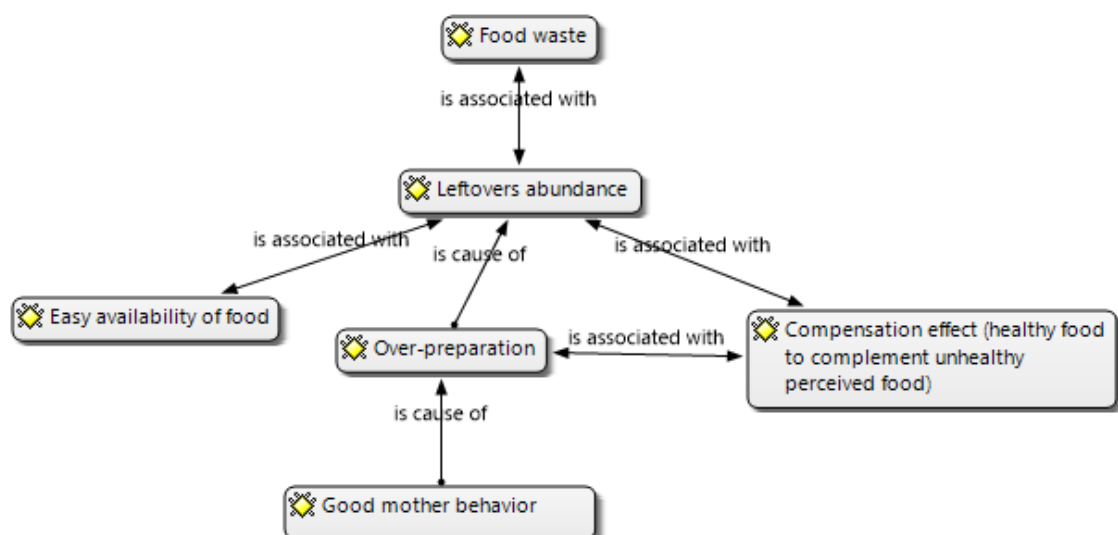 Food waste
is associated with
Leftovers abundance
is associated with
is cause of
is associated with
Easy availability of food
Over-preparation
is associated with
Compensation effect (healthy food
to complement unhealthy
perceived food)
is cause of
Good mother behavior